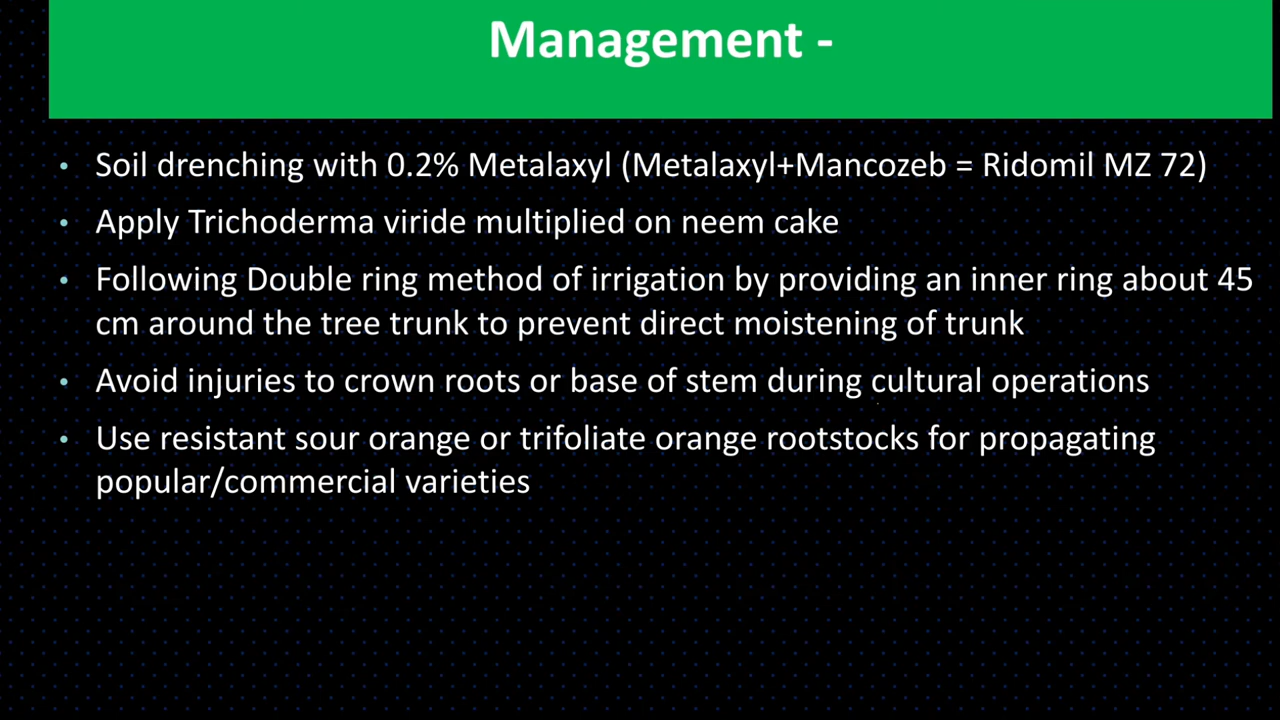 Management -
• Soil drenching with 0.2% Metalaxyl (Metalaxyl+Mancozeb = Ridomil MZ 72)
• Apply Trichoderma viride multiplied on neem cake
• Following Double ring method of irrigation by providing an inner ring about 45
cm around the tree trunk to prevent direct moistening of trunk
• Avoid injuries to crown roots or base of stem during cultural operations
• Use resistant sour orange or trifoliate orange rootstocks for propagating
popular/commercial varieties